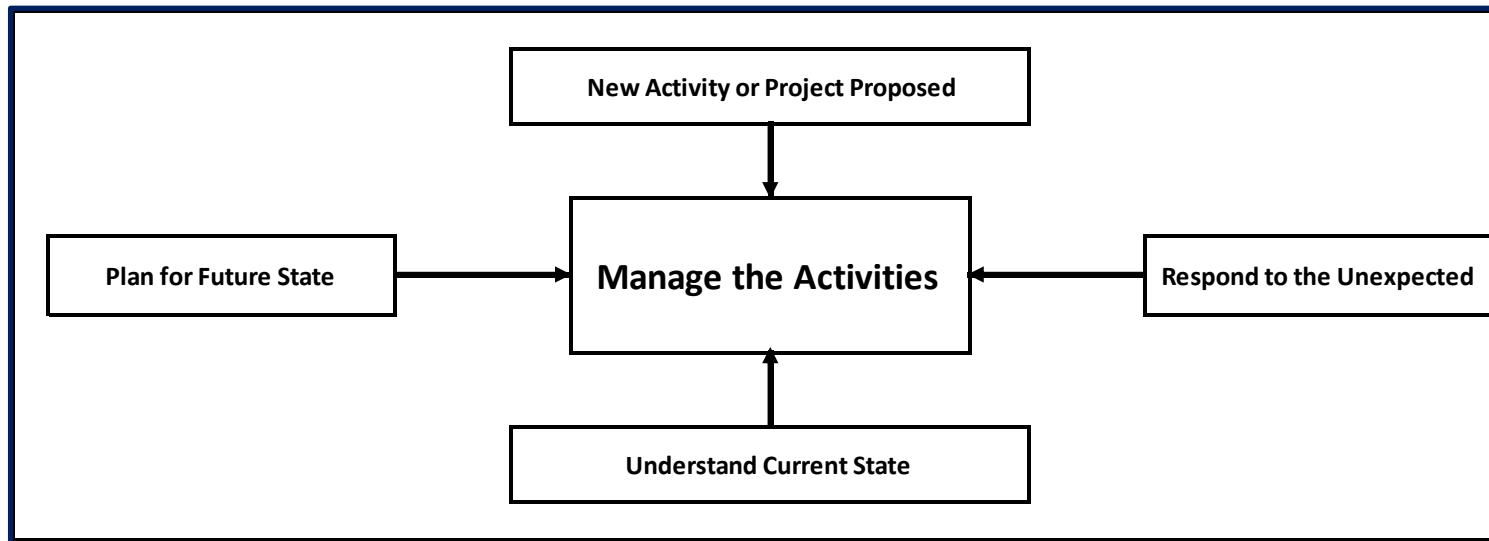 New Activity or Project Proposed
Plan for Future State
Manage the Activities
Respond to the Unexpected
Understand Current State